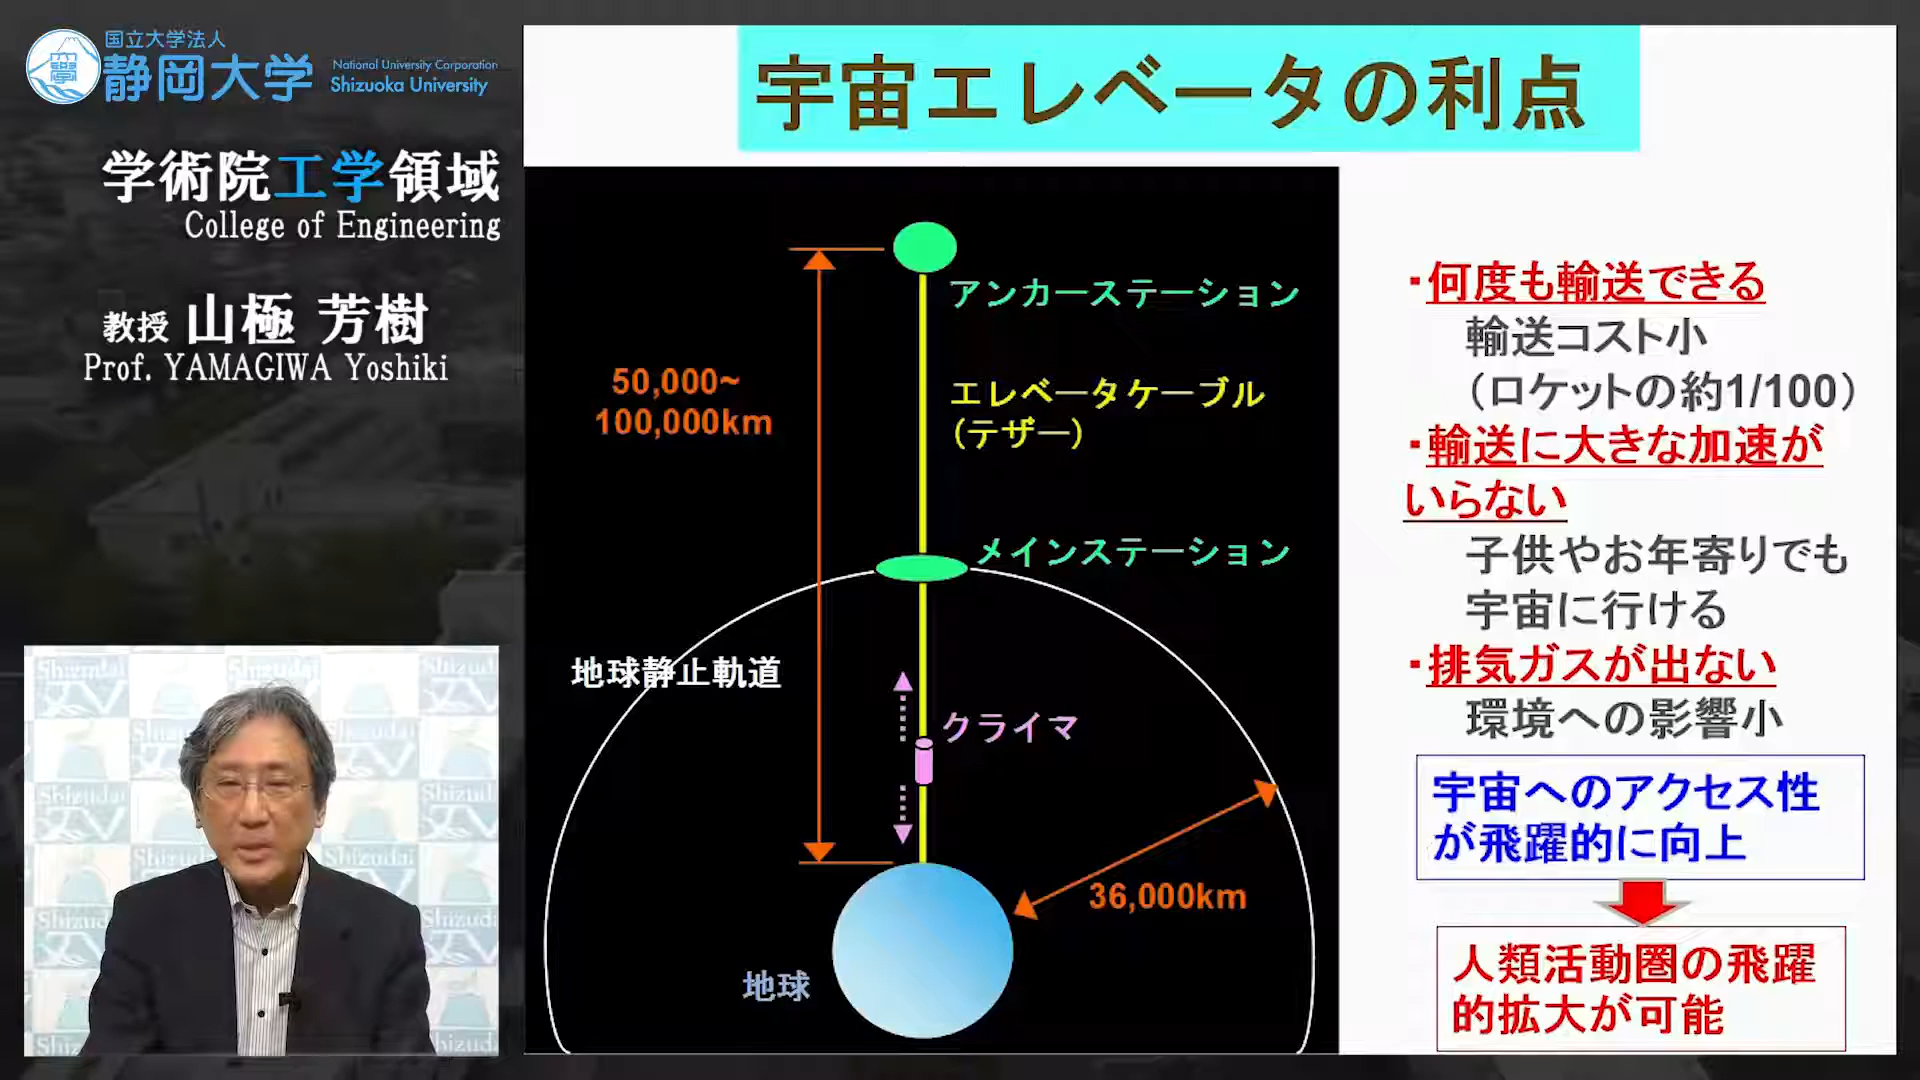 国立大学法人
静岡大学
National University Corporation
Shizuoka University
学術院工学領域
College of Engineering
教授 山極 芳樹
Prof. YAMAGIWA Yoshiki
宇宙エレベータの利点
アンカーステーション
50,000~
100,000km
エレベータケーブル
(テザー)
メインステーション
地球静止軌道
クライマ
36,000km
地球
・何度も輸送できる
輸送コスト小
（ロケットの約1/100）
・輸送に大きな加速が
いらない
子供やお年寄りでも
宇宙に行ける
・排気ガスが出ない
環境への影響小
宇宙へのアクセス性
が飛躍的に向上
人類活動圏の飛躍
的拡大が可能
Shizudai
TV